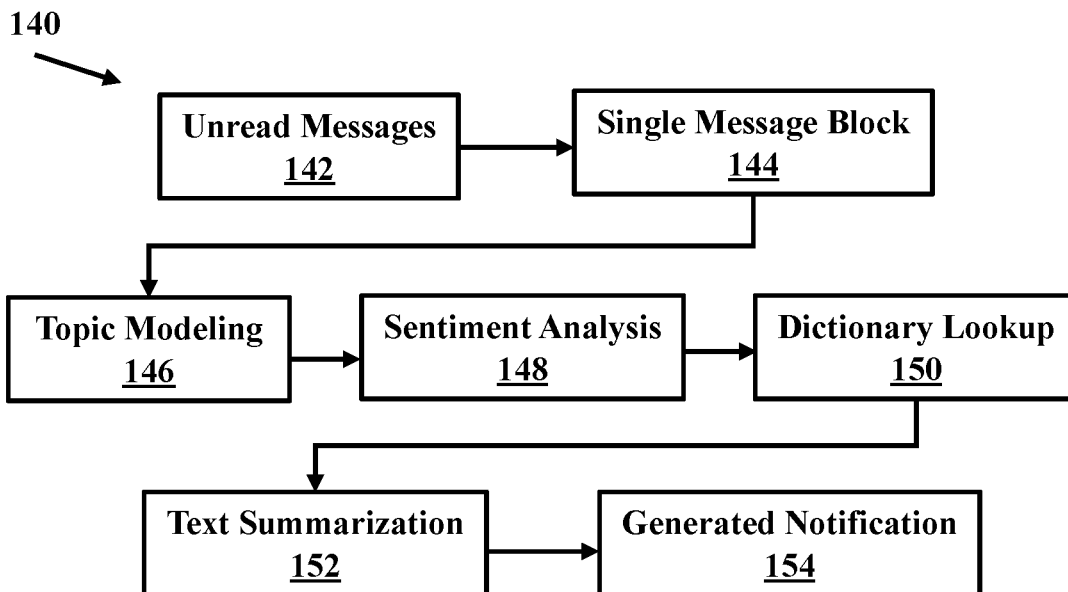 140
Unread Messages
142
Single Message Block
144
Topic Modeling
146
Sentiment Analysis
148
Dictionary Lookup
150
Text Summarization
152
Generated Notification
154